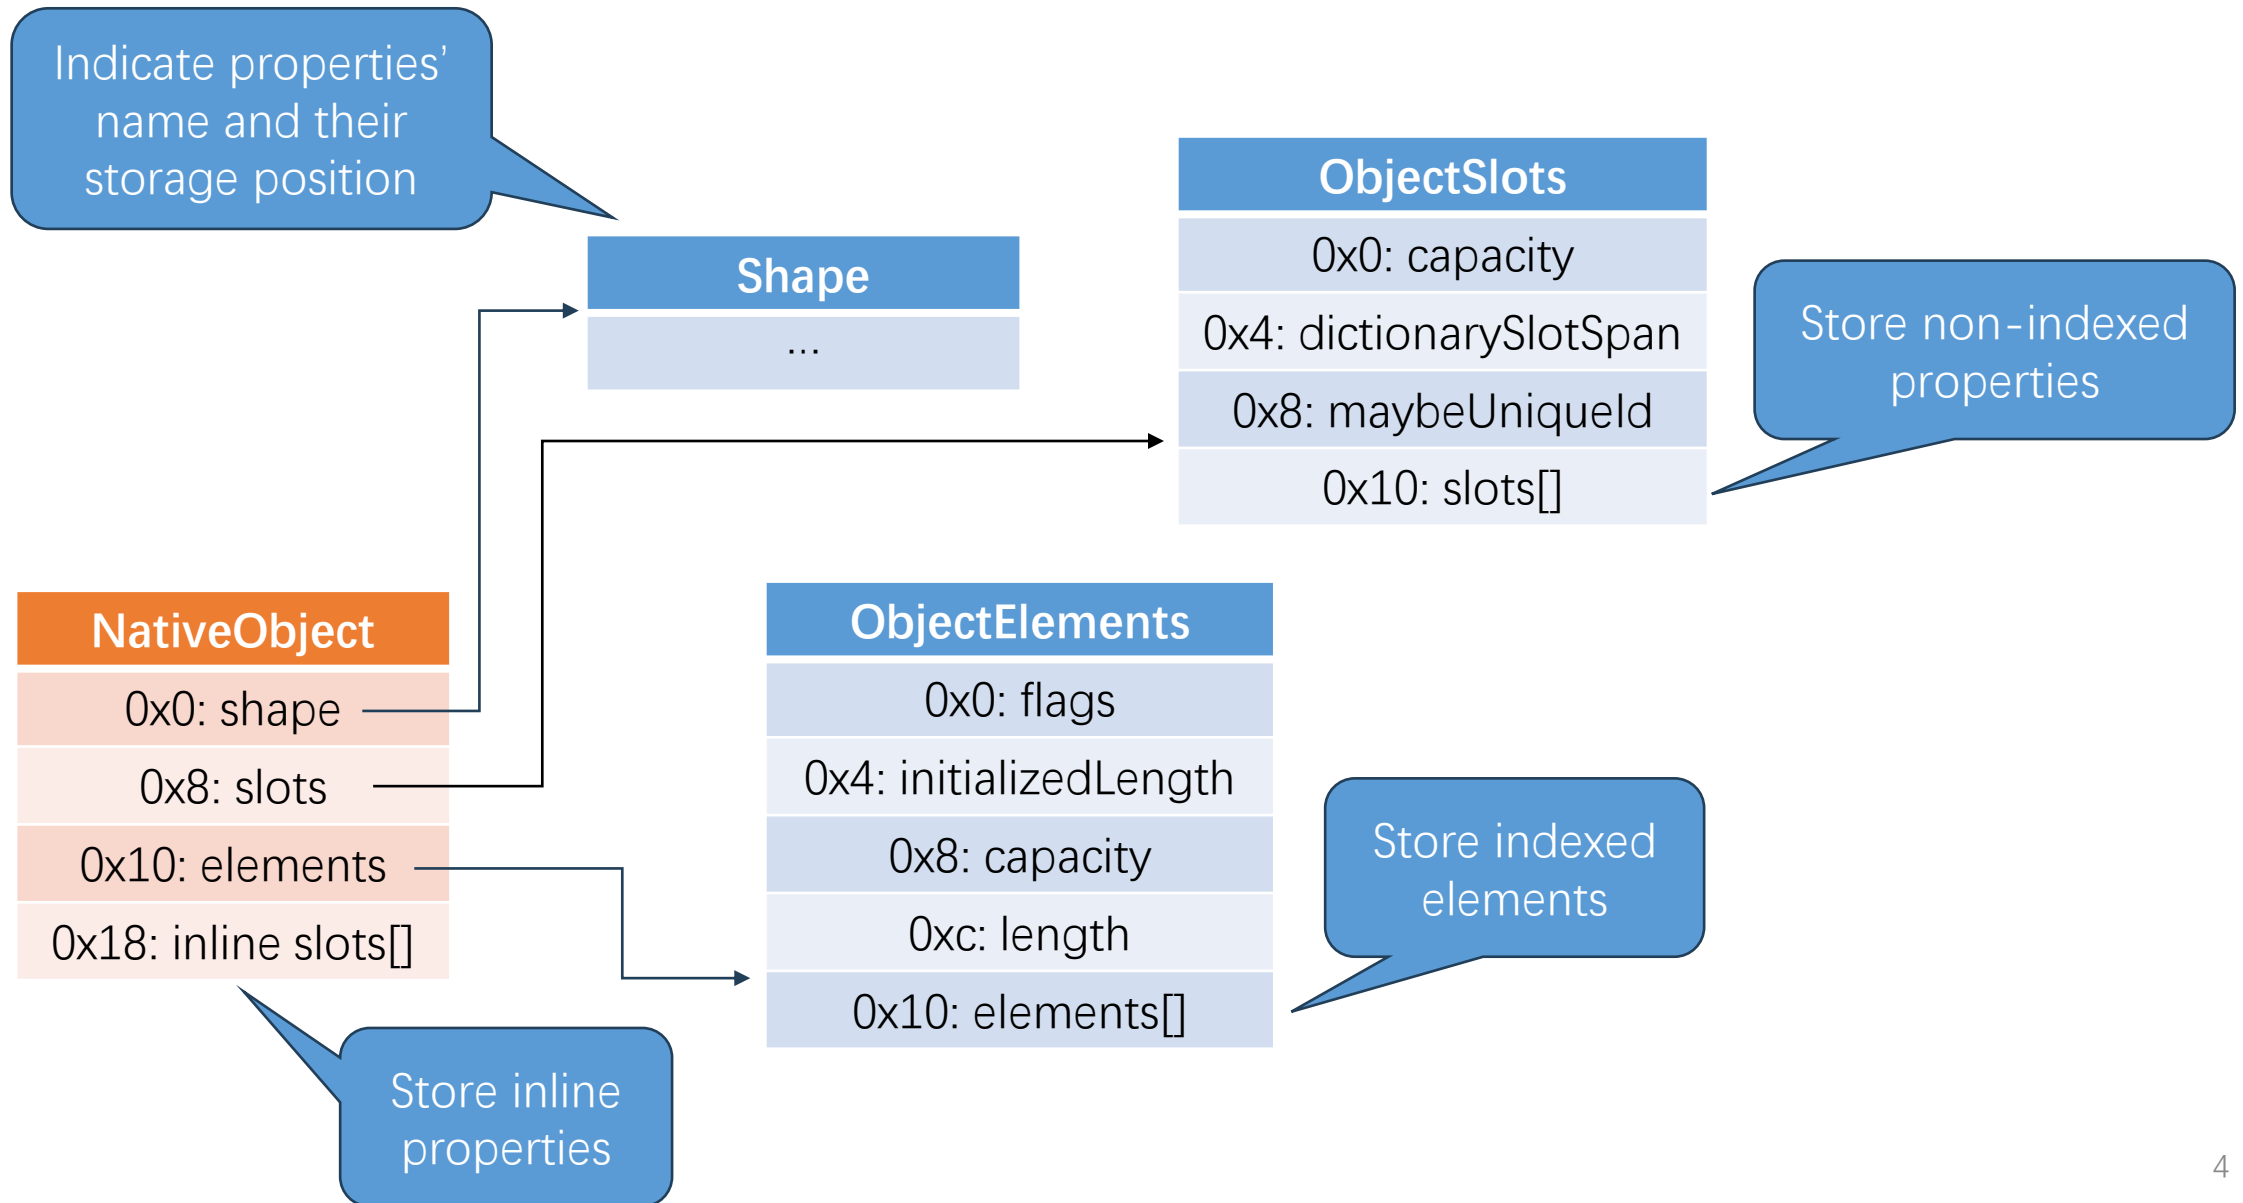 Indicate properties’
name and their
storage position
Shape
...
ObjectSlots
0x0: capacity
0x4: dictionarySlotSpan
0x8: maybeUniqueId
0x10: slots[]
Store non-indexed
properties
NativeObject
0x0: shape
0x8: slots
0x10: elements
0x18: inline slots[]
Store inline
properties
ObjectElements
0x0: flags
0x4: initializedLength
0x8: capacity
0xc: length
0x10: elements[]
Store indexed
elements
4